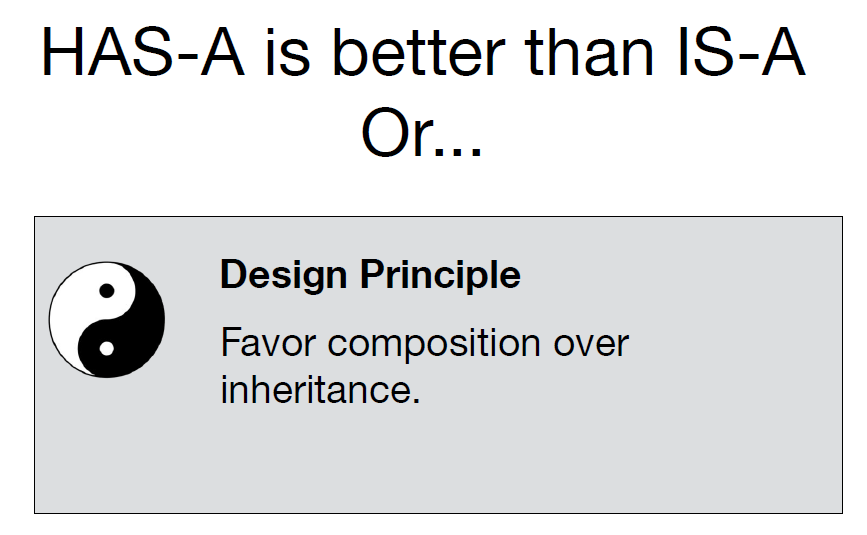 HAS-A is better than IS-A
Or...
Design Principle
Favor composition over
inheritance.